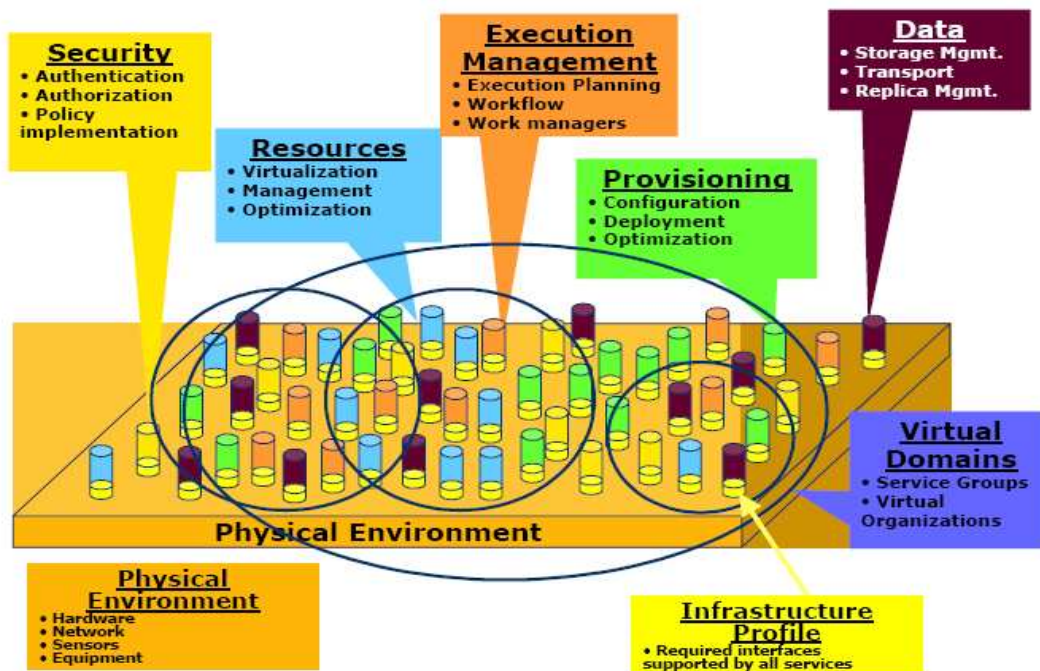 Security
• Authentication
• Authorization
• Policy
implementation
Execution
Management
• Execution Planning
• Workflow
• Work managers
Data
• Storage Mgmt.
• Transport
• Replica Mgmt.
Resources
• Virtualization
• Management
• Optimization
Provisioning
• Configuration
• Deployment
• Optimization
Virtual
Domains
• Service Groups
• Virtual
Organizations
Physical Environment
Physical
Environment
• Hardware
• Network
• Sensors
• Equipment
Infrastructure
Profile
• Required interfaces
supported by all services